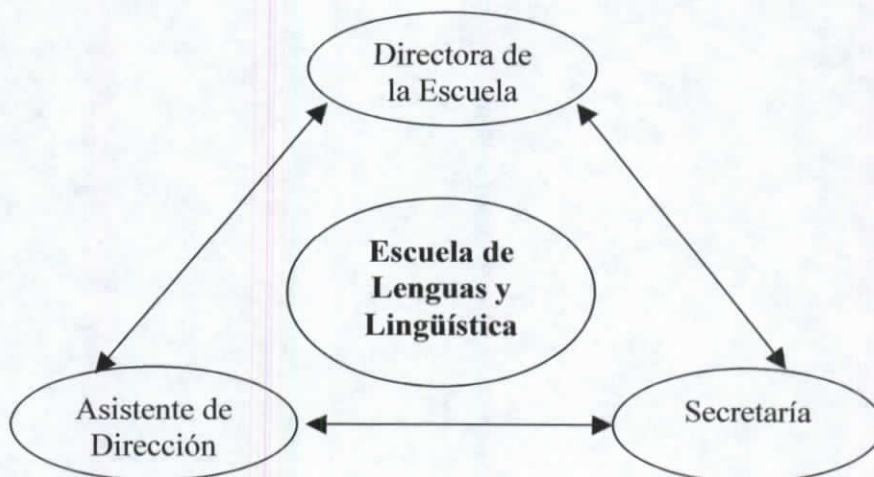 Directora de
la Escuela
Escuela de
Lenguas y
Lingüística
Asistente de
Dirección
Secretaría